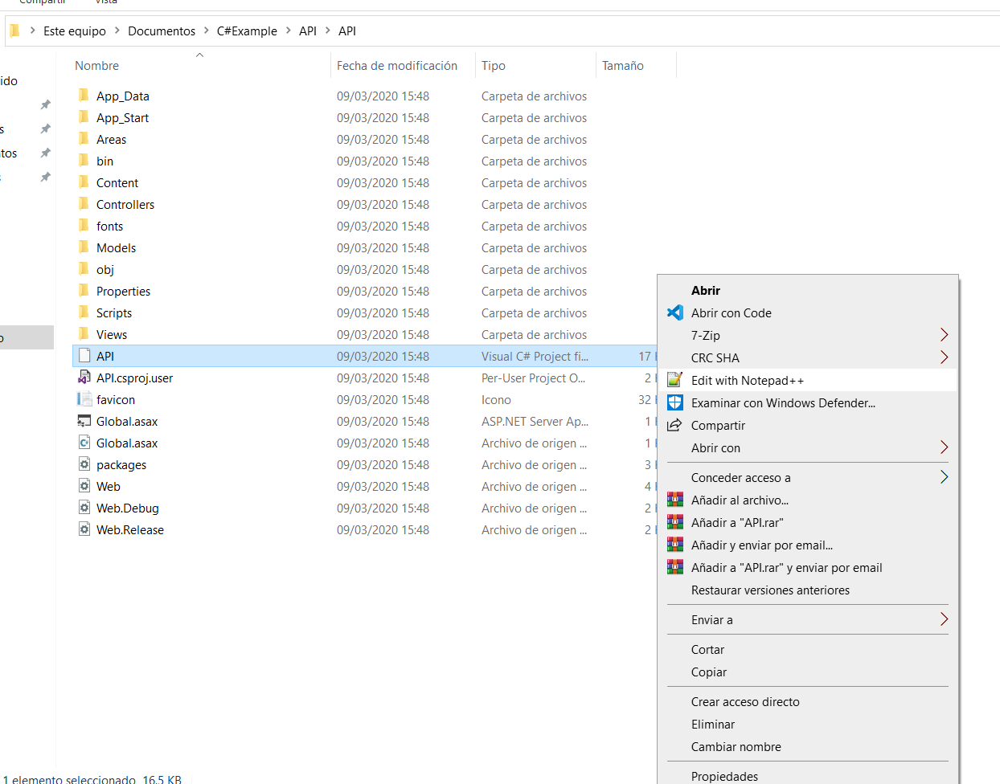 Compartir Vista
Este equipo > Documentos > C#Example > API > API
Nombre Fecha de modificación Tipo Tamaño
ido
s
tos
App_Data 09/03/2020 15:48 Carpeta de archivos
App_Start 09/03/2020 15:48 Carpeta de archivos
Areas 09/03/2020 15:48 Carpeta de archivos
bin 09/03/2020 15:48 Carpeta de archivos
Content 09/03/2020 15:48 Carpeta de archivos
Controllers 09/03/2020 15:48 Carpeta de archivos
fonts 09/03/2020 15:48 Carpeta de archivos
Models 09/03/2020 15:48 Carpeta de archivos
obj 09/03/2020 15:48 Carpeta de archivos
Properties 09/03/2020 15:48 Carpeta de archivos
Scripts 09/03/2020 15:48 Carpeta de archivos
Views 09/03/2020 15:48 Carpeta de archivos
API 09/03/2020 15:48 Visual C# Project fi... 17
API.csproj.user 09/03/2020 15:48 Per-User Project O... 2
favicon 09/03/2020 15:48 Icono 32
Global.asax 09/03/2020 15:48 ASP.NET Server Ap... 1
Global.asax 09/03/2020 15:48 Archivo de origen ... 1
packages 09/03/2020 15:48 Archivo de origen ... 3
Web 09/03/2020 15:48 Archivo de origen ... 4
Web.Debug 09/03/2020 15:48 Archivo de origen ... 2
Web.Release 09/03/2020 15:48 Archivo de origen ... 2
Abrir
Abrir con Code
7-Zip
CRC SHA
Edit with Notepad++
Examinar con Windows Defender...
Compartir
Abrir con
Conceder acceso a
Añadir al archivo...
Añadir a "API.rar"
Añadir y enviar por email...
Añadir a "API.rar" y enviar por email
Restaurar versiones anteriores
Enviar a
Cortar
Copiar
Crear acceso directo
Eliminar
Cambiar nombre
Propiedades
1 elemento seleccionado 16,5 KB